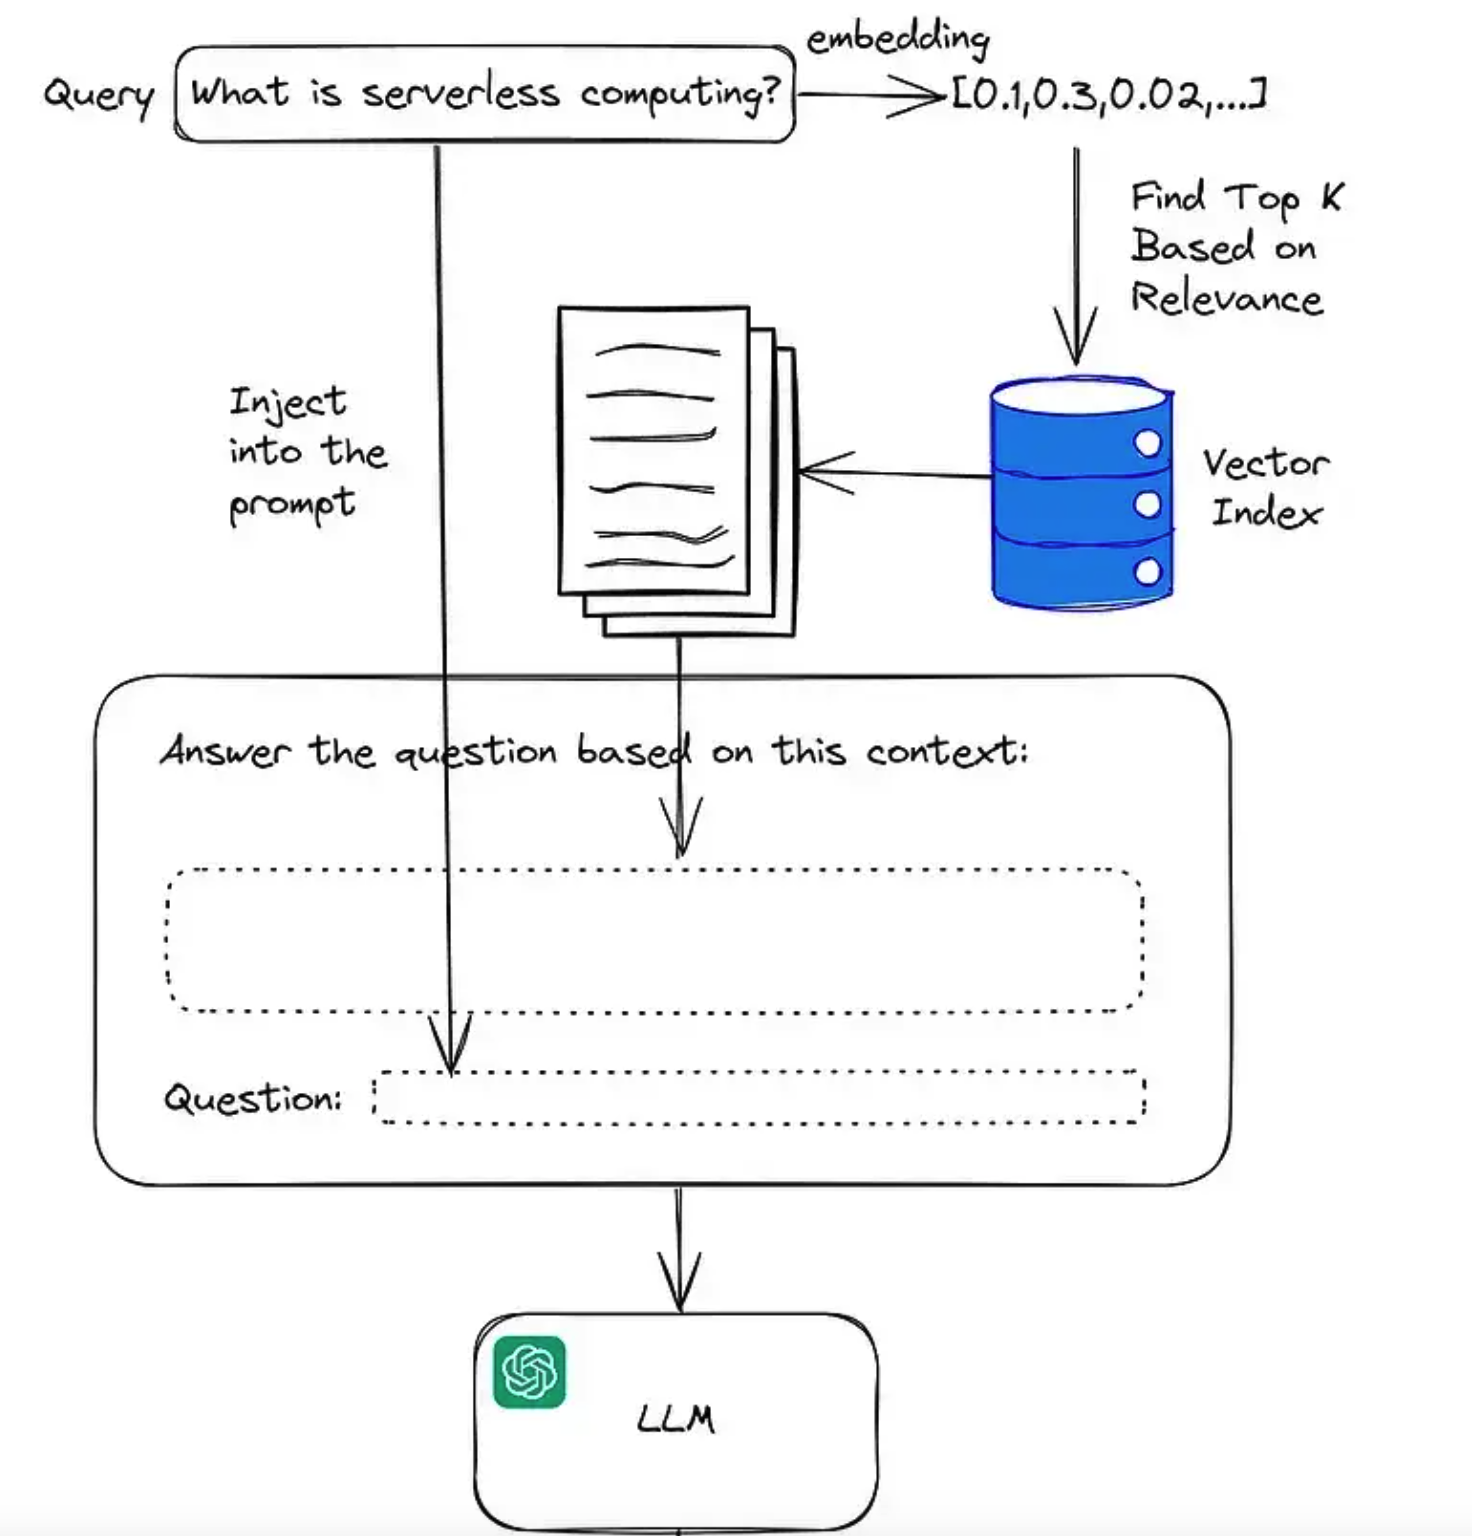 embedding
Query
What is serverless computing?
[0.1,0.3,0.02,...]
Find Top K
Based on
Relevance
Inject
into the
prompt
Vector
Index
Answer the question based on this context:
Question:
LLM